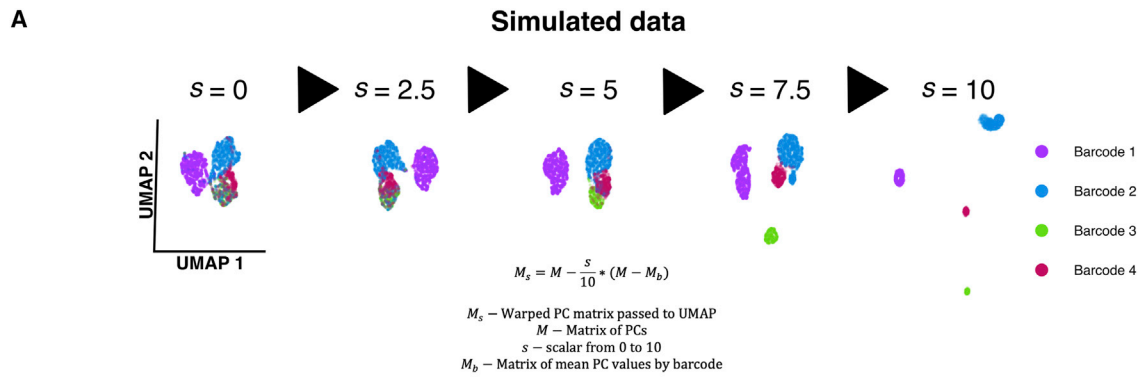 A
Simulated data
s = 0
s = 2.5
s = 5
s = 7.5
s = 10
UMAP 2
UMAP 1
Barcode 1
Barcode 2
Barcode 3
Barcode 4
M_s = M − s/10 * (M − M_b)
M_s − Warped PC matrix passed to UMAP
M − Matrix of PCs
s − scalar from 0 to 10
M_b − Matrix of mean PC values by barcode